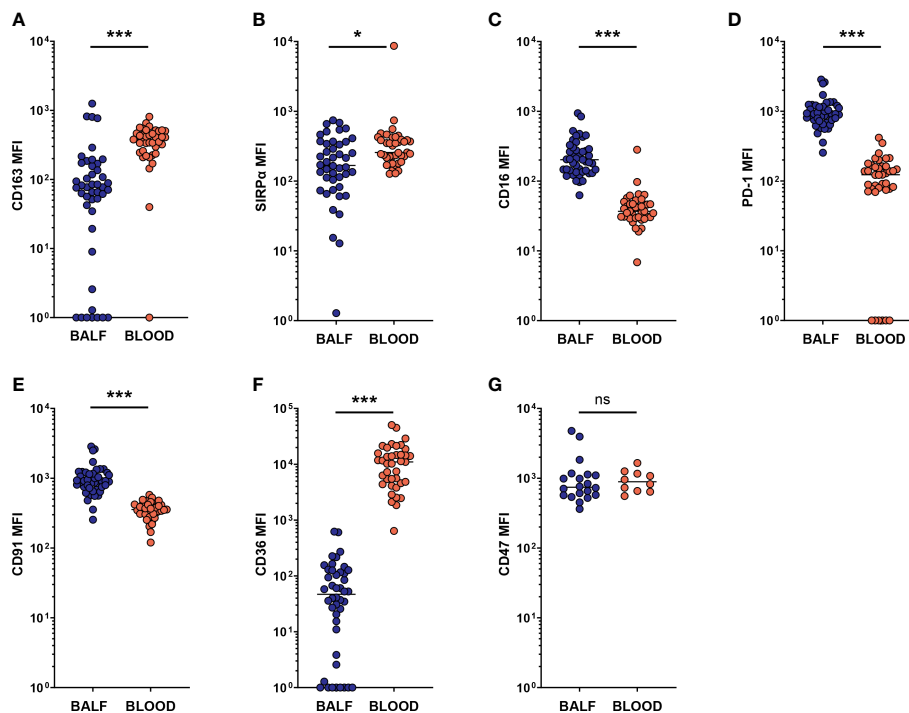 A
***
CD163 MFI
10⁴
10³
10²
10¹
10⁰
BALF BLOOD
B
*
SIRPα MFI
10⁴
10³
10²
10¹
10⁰
BALF BLOOD
C
***
CD16 MFI
10⁴
10³
10²
10¹
10⁰
BALF BLOOD
D
***
PD-1 MFI
10⁴
10³
10²
10¹
10⁰
BALF BLOOD
E
***
CD91 MFI
10⁴
10³
10²
10¹
10⁰
BALF BLOOD
F
***
CD36 MFI
10⁵
10⁴
10³
10²
10¹
10⁰
BALF BLOOD
G
ns
CD47 MFI
10⁴
10³
10²
10¹
10⁰
BALF BLOOD